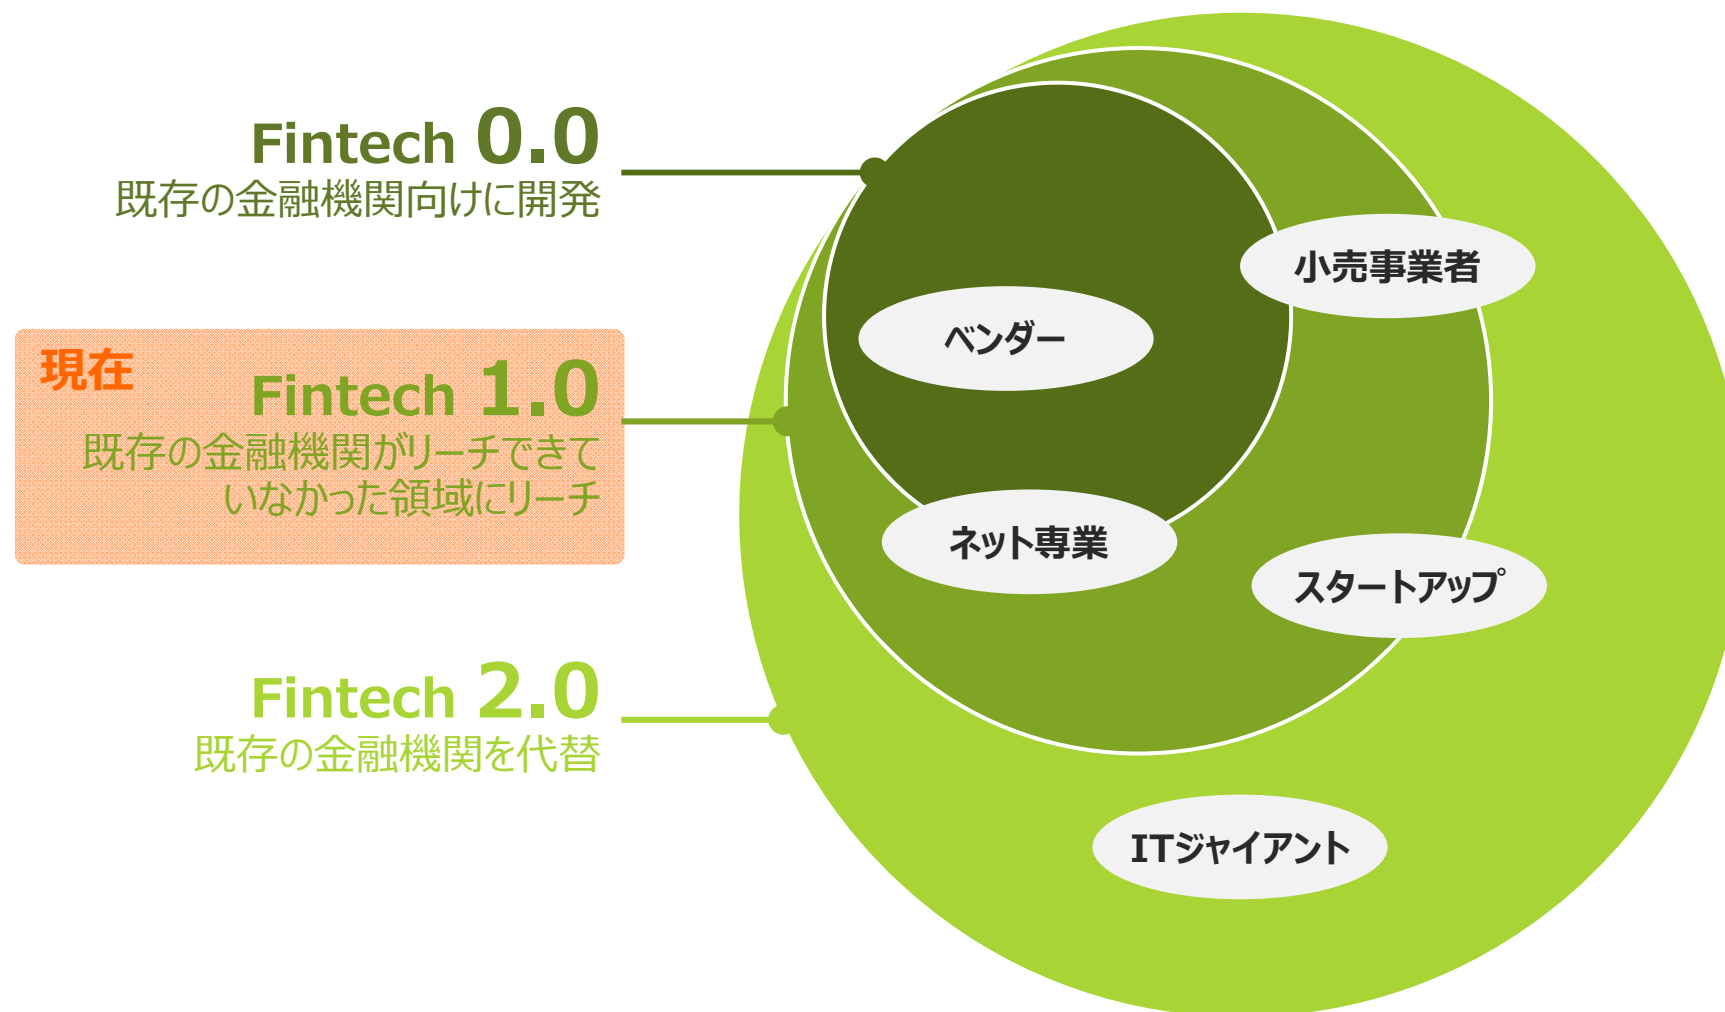 Fintech 0.0
既存の金融機関向けに開発
現在
Fintech 1.0
既存の金融機関がリーチできて
いなかった領域にリーチ
Fintech 2.0
既存の金融機関を代替
小売事業者
ベンダー
ネット専業
スタートアップ
ITジャイアント